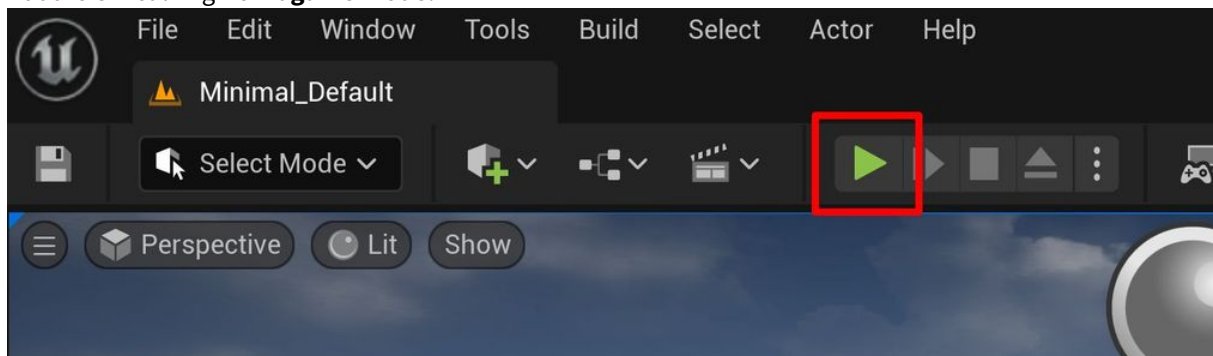 File Edit Window Tools Build Select Actor Help
Minimal_Default
Select Mode
Perspective Lit Show